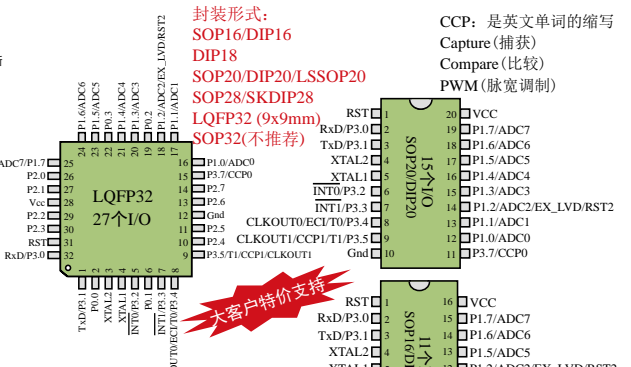 封装形式：
SOP16/DIP16
DIP18
SOP20/DIP20/LSSOP20
SOP28/SKDIP28
LQFP32 (9x9mm)
SOP32(不推荐)
CCP：是英文单词的缩写
Capture(捕获)
Compare(比较)
PWM(脉宽调制)
P1.6/ADC6
P1.5/ADC5
P0.3
P1.4/ADC4
P1.3/ADC3
P0.2
P1.2/ADC2/EX_LVD/RST2
P1.1/ADC1
24 23 22 21 20 19 18 17
ADC7/P1.7 25
P2.0 26
P2.1 27
Vcc 28
P2.2 29
P2.3 30
RST 31
RxD/P3.0 32
LQFP32
27个I/O
16 P1.0/ADC0
15 P3.7/CCP0
14 P2.7
13 P2.6
12 Gnd
11 P2.5
10 P2.4
9 P3.5/T1/CCP1/CLKOUT1
1 2 3 4 5 6 7 8
TxD/P3.1
P0.0
XTAL2
XTAL1
INT0/P3.2
P0.1
INT1/P3.3
OUT0/ECI/T0/P3.4
大客户特价支持
RST 1
RxD/P3.0 2
TxD/P3.1 3
XTAL2 4
XTAL1 5
INT0/P3.2 6
INT1/P3.3 7
CLKOUT0/ECI/T0/P3.4 8
CLKOUT1/CCP1/T1/P3.5 9
Gnd 10
15个I/O
SOP20/DIP20
20 VCC
19 P1.7/ADC7
18 P1.6/ADC6
17 P1.5/ADC5
16 P1.4/ADC4
15 P1.3/ADC3
14 P1.2/ADC2/EX_LVD/RST2
13 P1.1/ADC1
12 P1.0/ADC0
11 P3.7/CCP0
RST 1
RxD/P3.0 2
TxD/P3.1 3
XTAL2 4
11个
SOP16/DI
16 VCC
15 P1.7/ADC7
14 P1.6/ADC6
13 P1.5/ADC5